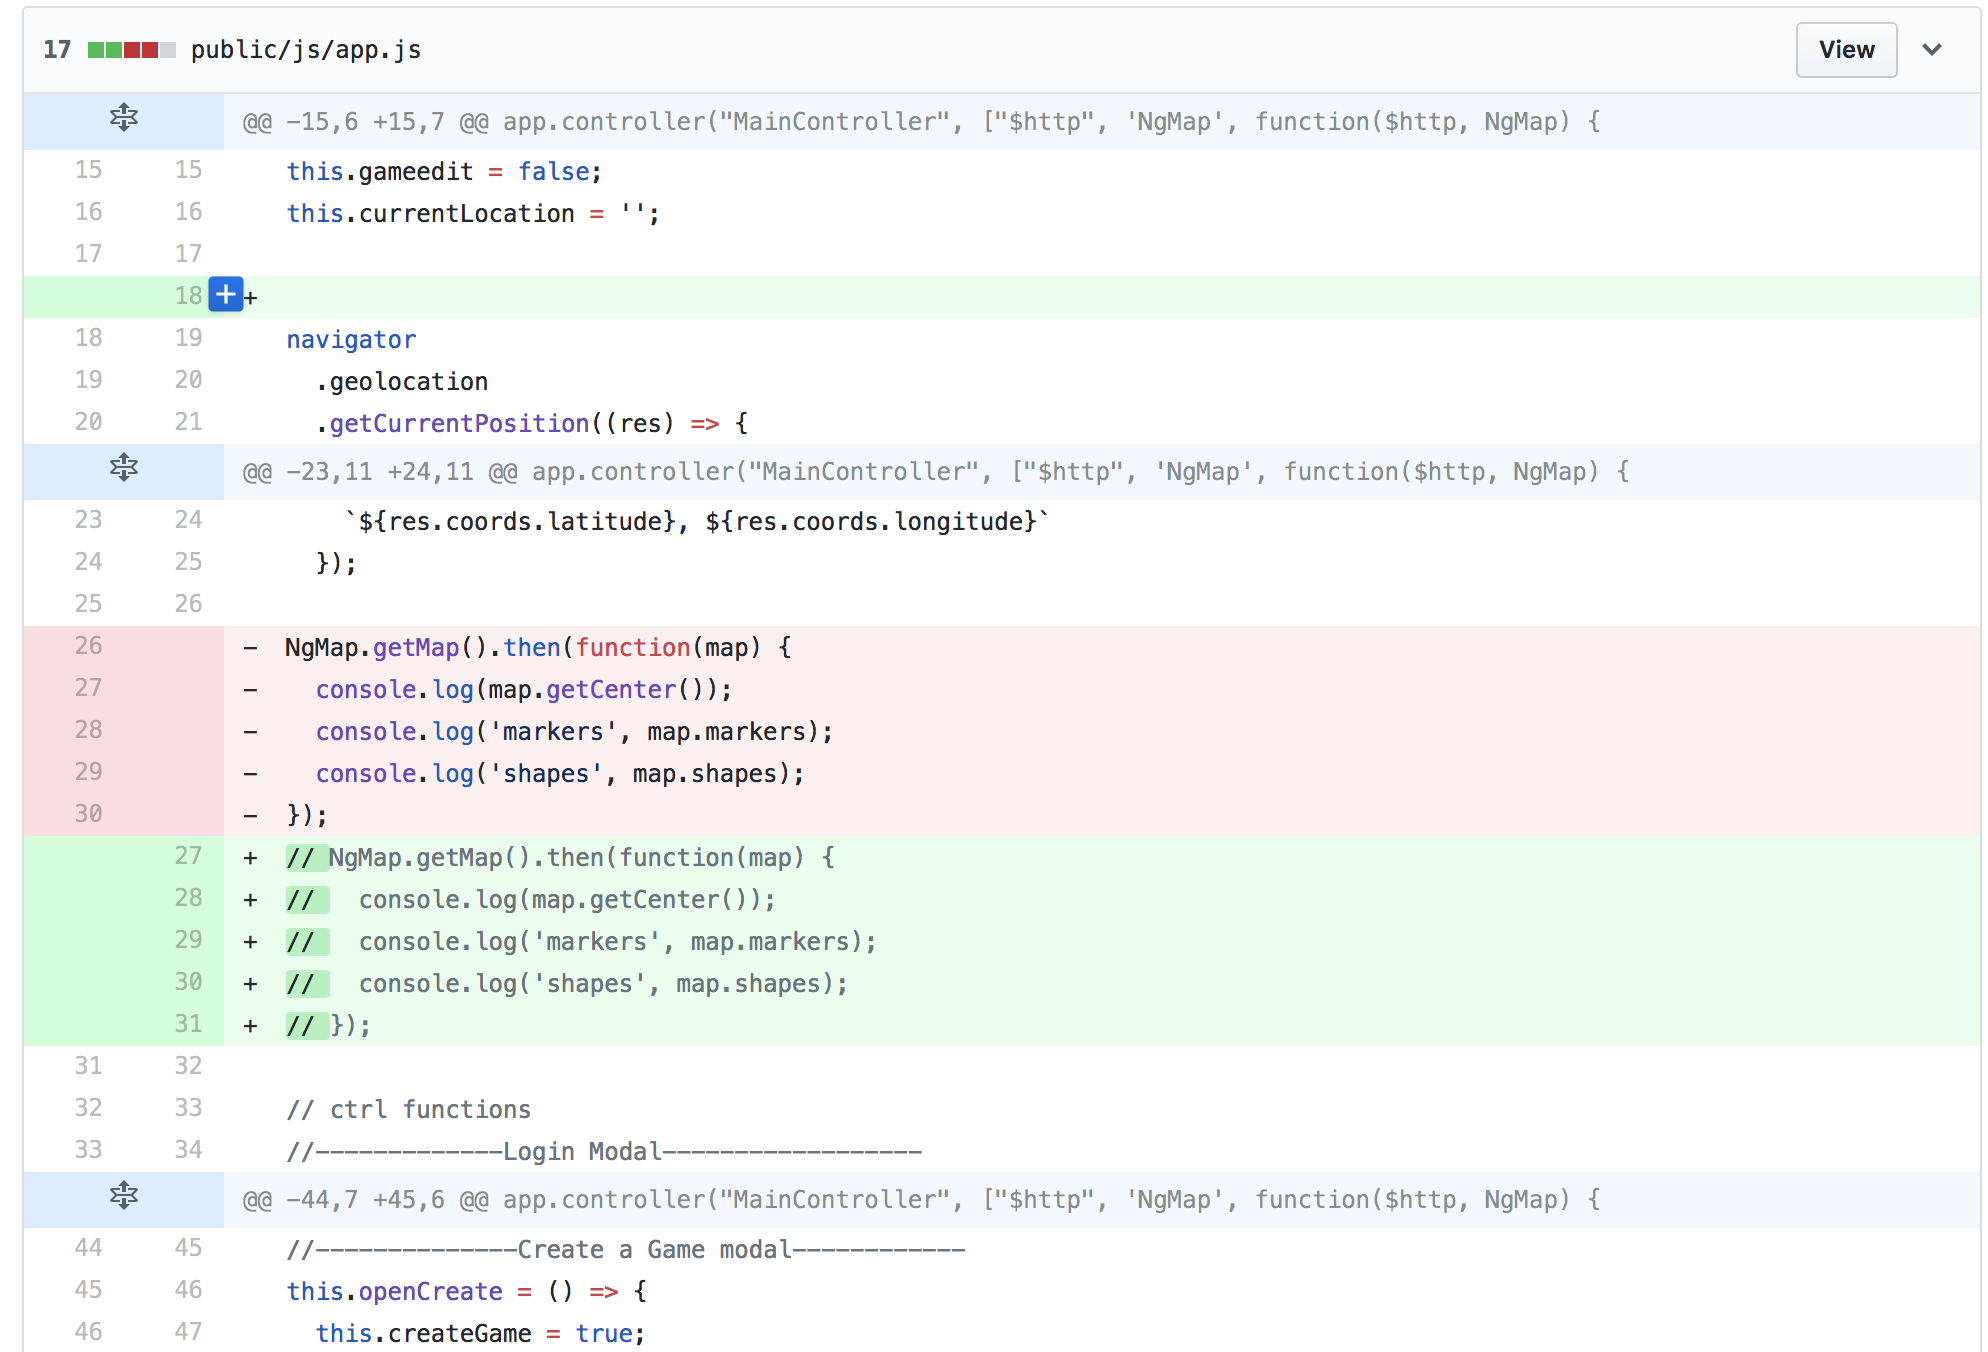 17 public/js/app.js View
@@ -15,6 +15,7 @@ app.controller("MainController", ["$http", 'NgMap', function($http, NgMap) {
15 15 this.gameedit = false;
16 16 this.currentLocation = '';
17 17
18 + +
18 19 navigator
19 20 .geolocation
20 21 .getCurrentPosition((res) => {
@@ -23,11 +24,11 @@ app.controller("MainController", ["$http", 'NgMap', function($http, NgMap) {
23 24 `${res.coords.latitude}, ${res.coords.longitude}`
24 25 });
25 26
26 - NgMap.getMap().then(function(map) {
27 - console.log(map.getCenter());
28 - console.log('markers', map.markers);
29 - console.log('shapes', map.shapes);
30 - });
27 + // NgMap.getMap().then(function(map) {
28 + // console.log(map.getCenter());
29 + // console.log('markers', map.markers);
30 + // console.log('shapes', map.shapes);
31 + // });
31 32
32 33 // ctrl functions
33 34 //-------------Login Modal------------------
@@ -44,7 +45,6 @@ app.controller("MainController", ["$http", 'NgMap', function($http, NgMap) {
44 45 //--------------Create a Game modal------------
45 46 this.openCreate = () => {
46 47 this.createGame = true;